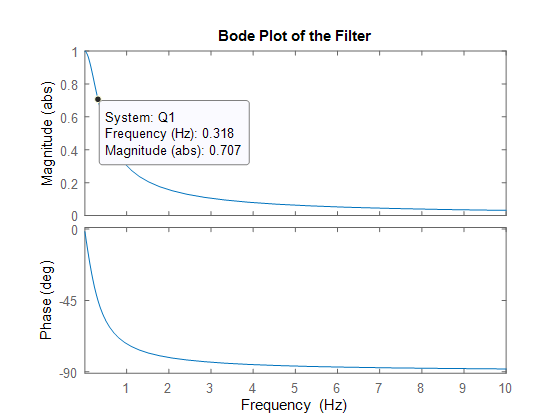 Bode Plot of the Filter
Magnitude (abs)
1
0.8
0.6
0.4
0.2
0
System: Q1
Frequency (Hz): 0.318
Magnitude (abs): 0.707
Phase (deg)
0
-45
-90
1 2 3 4 5 6 7 8 9 10
Frequency (Hz)